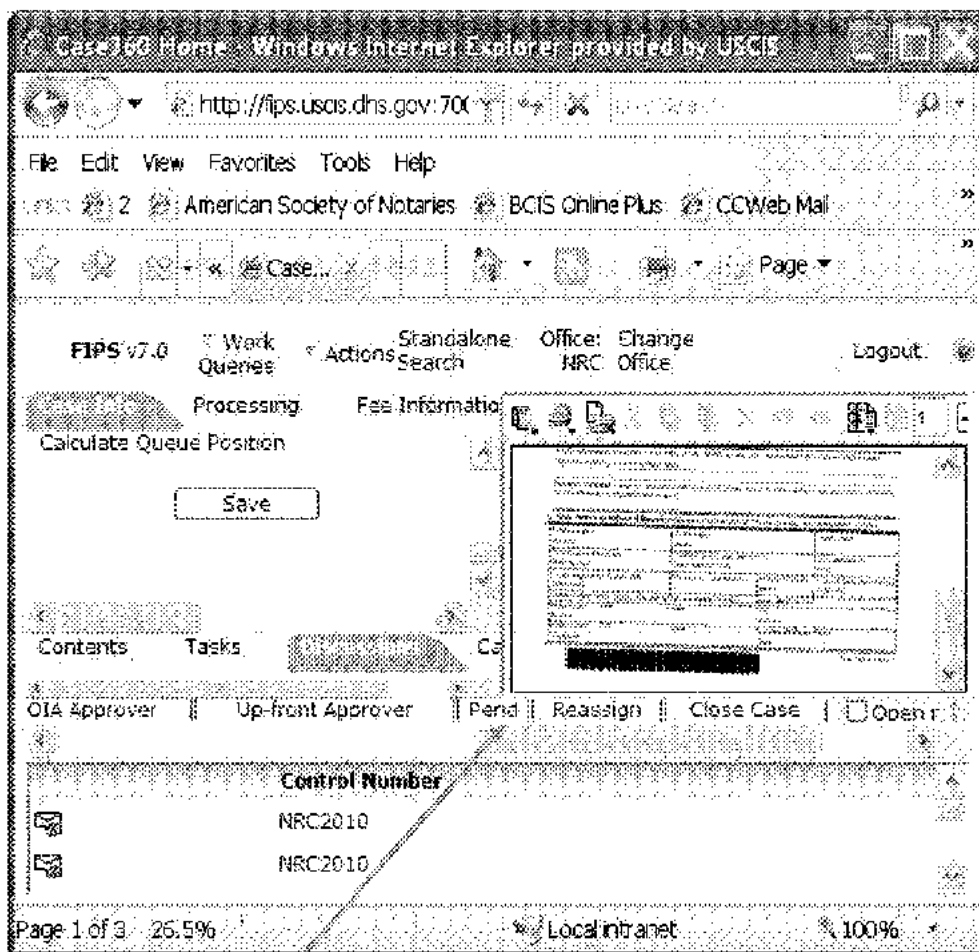 Case360 Home - Windows Internet Explorer provided by USCIS
http://fips.uscis.dhs.gov:700
File Edit View Favorites Tools Help
2 American Society of Notaries BCIS Online Plus CCWeb Mail
« Case... Page
FIPS v7.0 Work Queries Actions Standalone Search Office: NRC Change Office Logout
Processing Fee Informatio
1
Calculate Queue Position
Save
Contents Tasks Ca
OIA Approver Up-front Approver Pend Reassign Close Case Open r
Control Number
NRC2010
NRC2010
Page 1 of 3 26.5% Local intranet 100%